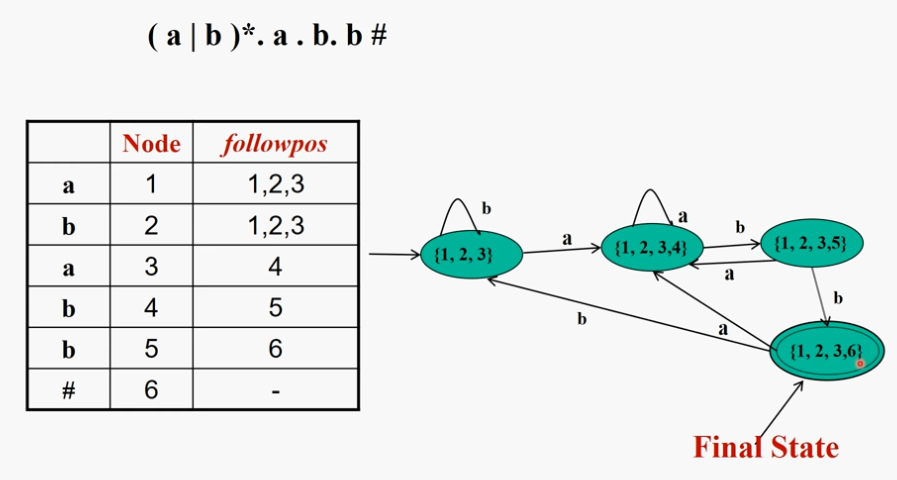 ( a | b )*. a . b. b #
Node followpos
a 1 1,2,3
b 2 1,2,3
a 3 4
b 4 5
b 5 6
# 6 -
b
a
{1, 2, 3}
a
{1, 2, 3,4}
b
{1, 2, 3,5}
a
b
b
a
{1, 2, 3,6}
Final State